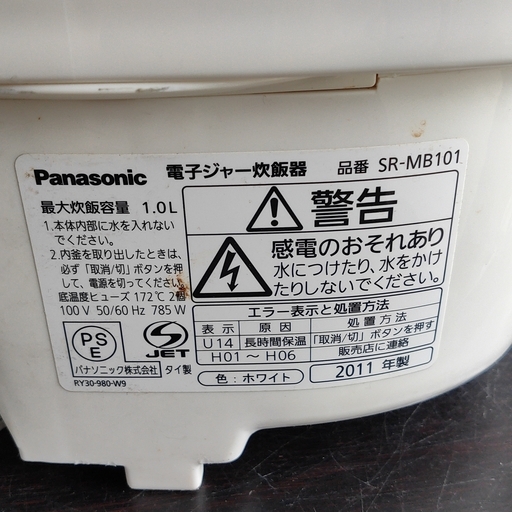 Panasonic 電子ジャー炊飯器 品番 SR-MB101
最大炊飯容量 1.0L
1.本体内部に水を入れない
でください。
2.内釜を取り出したときは、
必ず「取消/切」ボタンを押
して、電源を切ってください。
底温度ヒューズ 172℃ 2個
100V 50/60Hz 785W
PS
E
JET
パナソニック株式会社 タイ製
RY30-980-W9
警告
感電のおそれあり
水につけたり、水をかけ
たりしないでください。
エラー表示と処置方法
表示 原因 処置方法
U14 長時間保温 「取消/切」ボタンを押す
H01～H06 販売店に連絡
色:ホワイト 2011年製